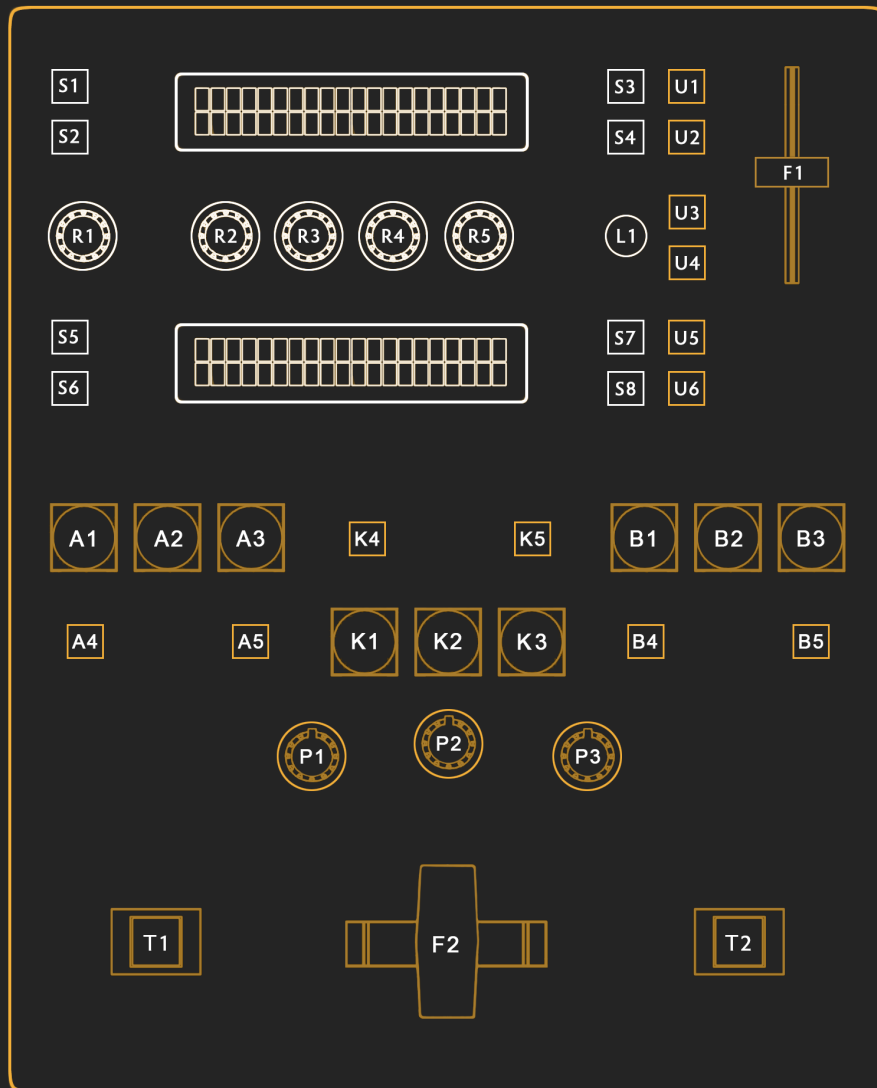 S1 S3 U1
S2 S4 U2
F1
R1 R2 R3 R4 R5 L1 U3
U4
S5 S7 U5
S6 S8 U6
A1 A2 A3 K4 K5 B1 B2 B3
A4 A5 K1 K2 K3 B4 B5
P1 P2 P3
T1 F2 T2